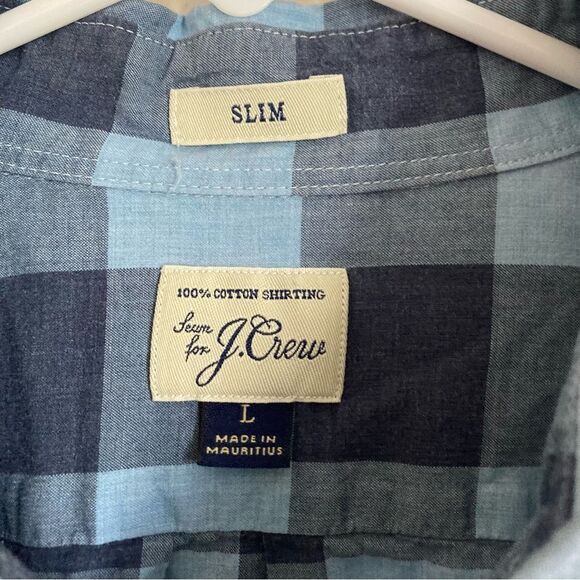 SLIM
100% COTTON SHIRTING
Sewn
for J.Crew
L
MADE IN
MAURITIUS